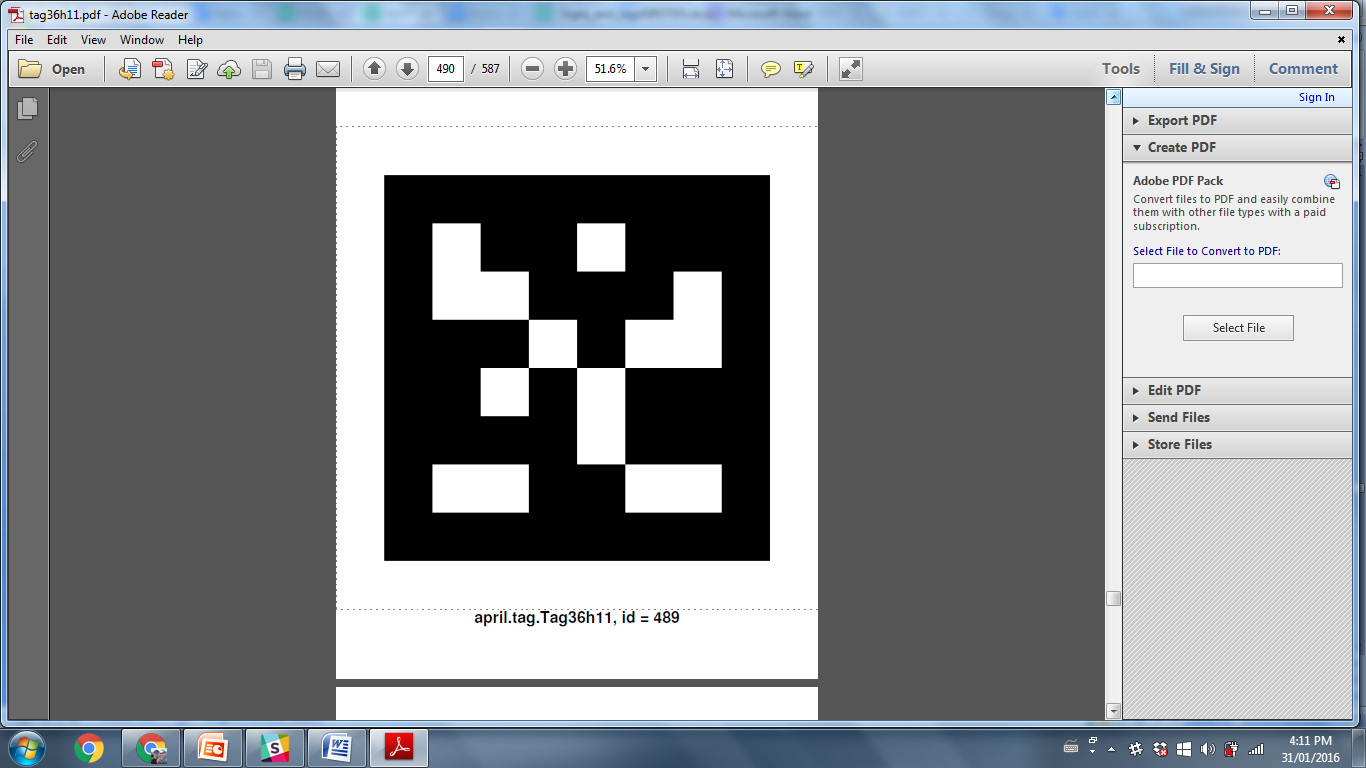 tag36h11.pdf - Adobe Reader
File Edit View Window Help
Open 490 / 587 51.6% Tools Fill & Sign Comment
Sign In
Export PDF
Create PDF
Adobe PDF Pack
Convert files to PDF and easily combine
them with other file types with a paid
subscription.
Select File to Convert to PDF:
Select File
Edit PDF
Send Files
Store Files
april.tag.Tag36h11, id = 489
4:11 PM
31/01/2016